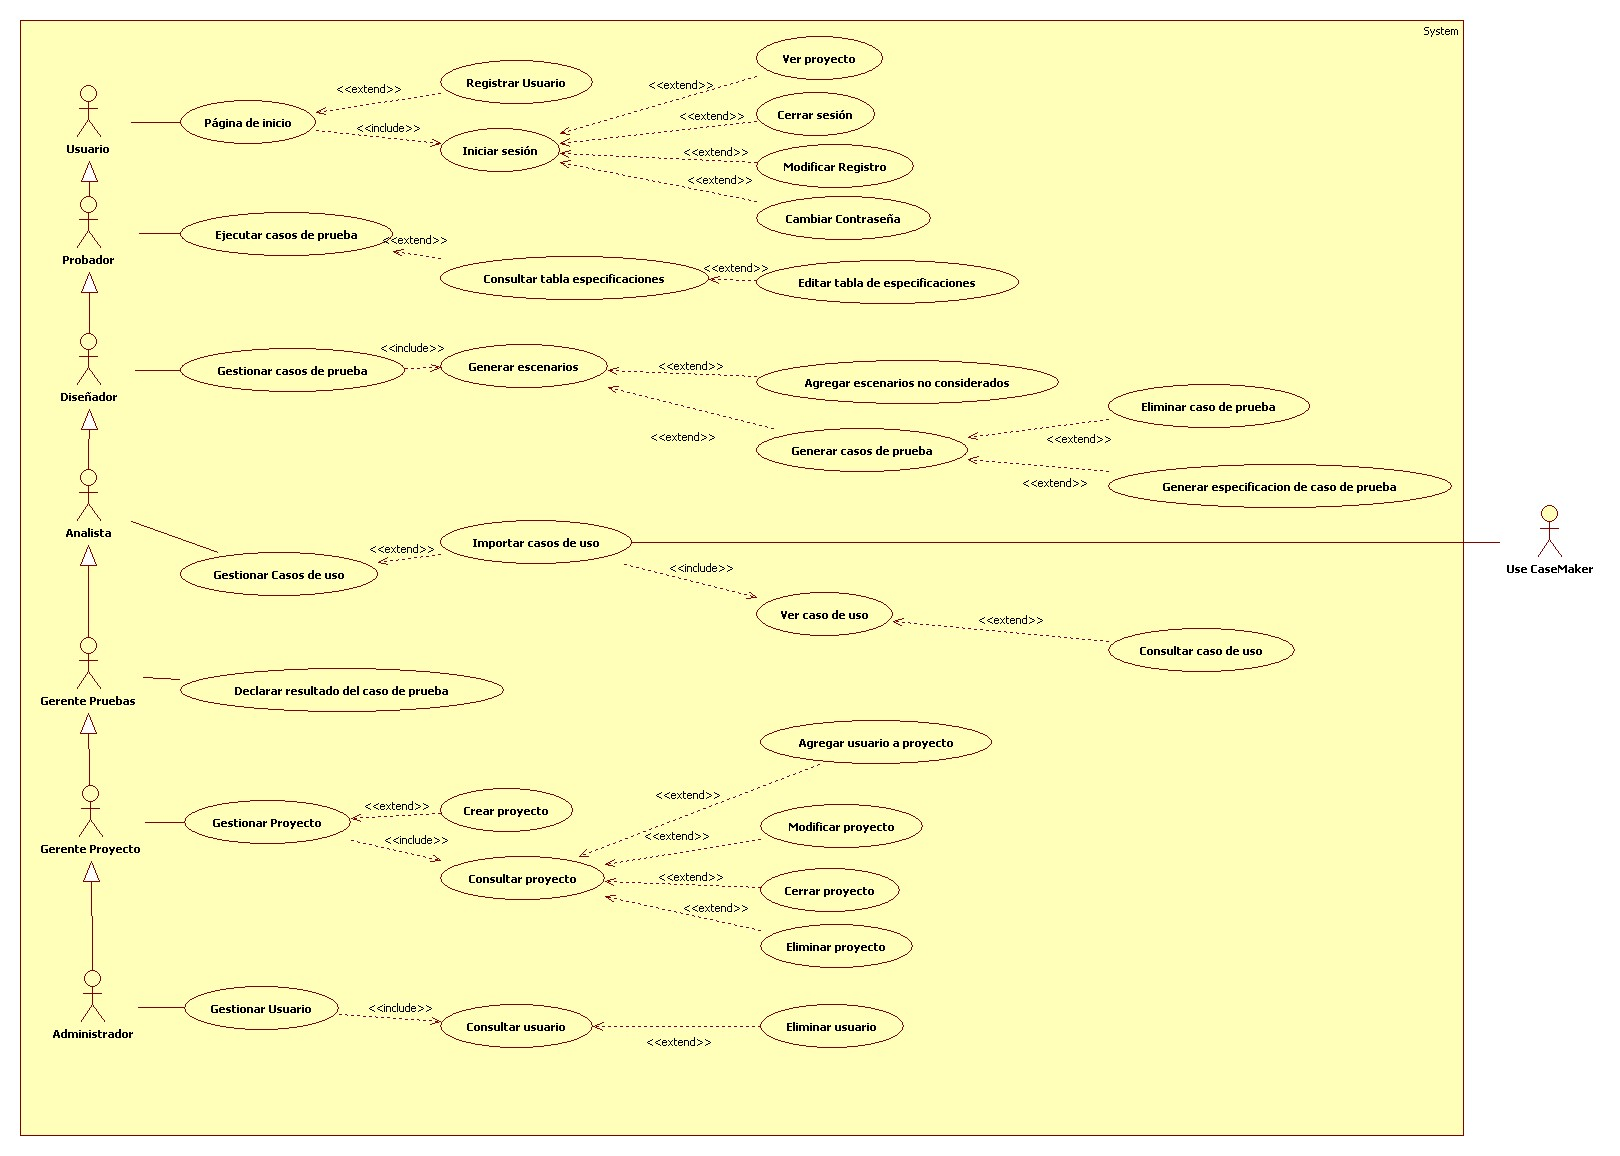 System
Ver proyecto
<<extend>>
Registrar Usuario
<<extend>>
Cerrar sesión
<<extend>>
Página de inicio
<<include>>
Usuario
Iniciar sesión
<<extend>>
Modificar Registro
<<extend>>
Cambiar Contraseña
Ejecutar casos de prueba
<<extend>>
Probador
Consultar tabla especificaciones
<<extend>>
Editar tabla de especificaciones
<<include>>
Gestionar casos de prueba
Generar escenarios
<<extend>>
Agregar escenarios no considerados
Diseñador
Eliminar caso de prueba
<<extend>>
<<extend>>
Generar casos de prueba
<<extend>>
Generar especificacion de caso de prueba
Analista
Importar casos de uso
<<extend>>
Gestionar Casos de uso
<<include>>
Use CaseMaker
Ver caso de uso
<<extend>>
Consultar caso de uso
Gerente Pruebas
Declarar resultado del caso de prueba
Agregar usuario a proyecto
<<extend>>
<<extend>>
Crear proyecto
Gestionar Proyecto
<<include>>
<<extend>>
Modificar proyecto
Gerente Proyecto
Consultar proyecto
<<extend>>
Cerrar proyecto
<<extend>>
Eliminar proyecto
Gestionar Usuario
<<include>>
Administrador
Consultar usuario
<<extend>>
Eliminar usuario